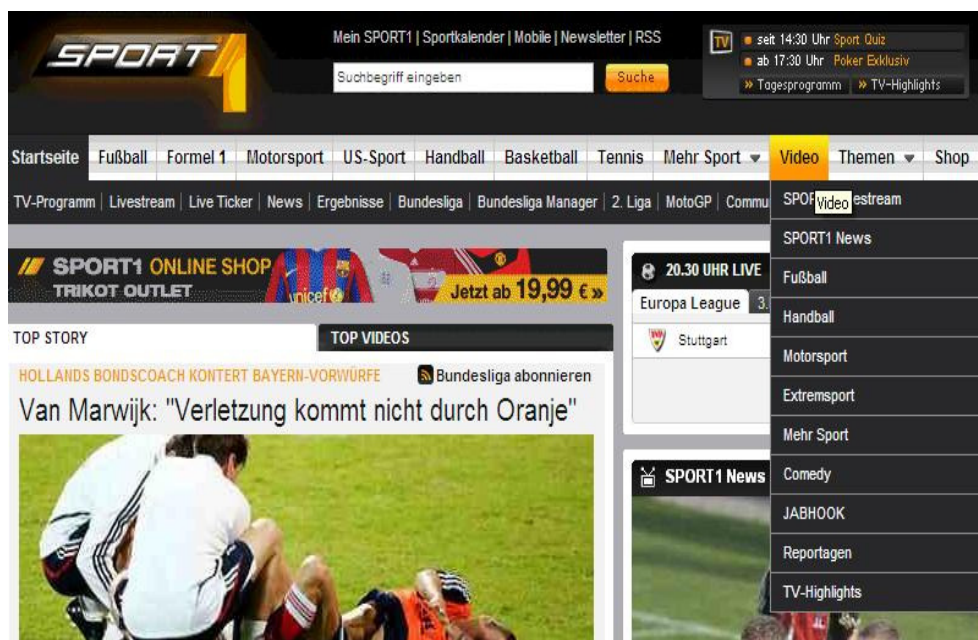 SPORT1
Mein SPORT1 | Sportkalender | Mobile | Newsletter | RSS
Suchbegriff eingeben
Suche
TV
seit 14:30 Uhr Sport Quiz
ab 17:30 Uhr Poker Exklusiv
» Tagesprogramm » TV-Highlights
Startseite Fußball Formel 1 Motorsport US-Sport Handball Basketball Tennis Mehr Sport Video Themen Shop
TV-Programm | Livestream | Live Ticker | News | Ergebnisse | Bundesliga | Bundesliga Manager | 2. Liga | MotoGP | Commu
Video
estream
SPORT1 News
Fußball
Handball
Motorsport
Extremsport
Mehr Sport
Comedy
JABHOOK
Reportagen
TV-Highlights
SPORT1 ONLINE SHOP
TRIKOT OUTLET
unicef
Jetzt ab 19,99 € »
TOP STORY
TOP VIDEOS
HOLLANDS BONDSCOACH KONTERT BAYERN-VORWÜRFE
Bundesliga abonnieren
Van Marwijk: "Verletzung kommt nicht durch Oranje"
20.30 UHR LIVE
Europa League 3.
Stuttgart
SPORT1 News